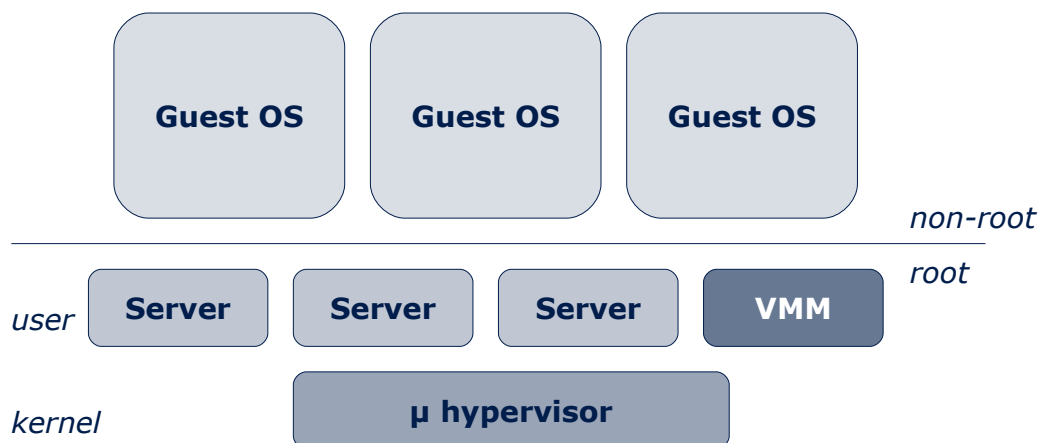 Guest OS
Guest OS
Guest OS
non-root
root
user
Server
Server
Server
VMM
kernel
µ hypervisor